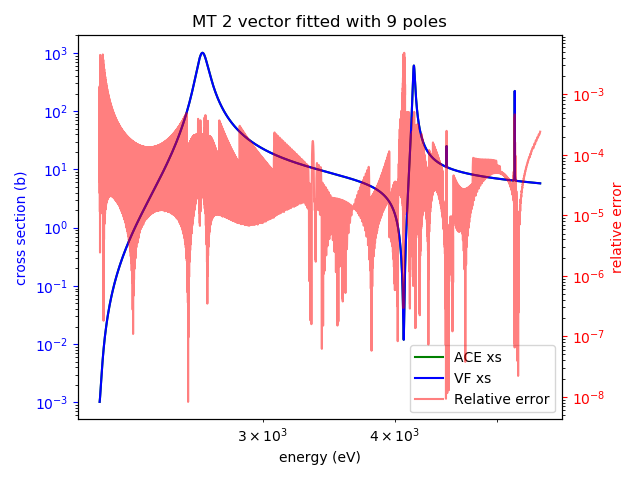 MT 2 vector fitted with 9 poles
10³
10²
10¹
10⁰
10⁻¹
10⁻²
10⁻³
cross section (b)
10⁻³
10⁻⁴
10⁻⁵
10⁻⁶
10⁻⁷
10⁻⁸
relative error
ACE xs
VF xs
Relative error
3 × 10³
4 × 10³
energy (eV)